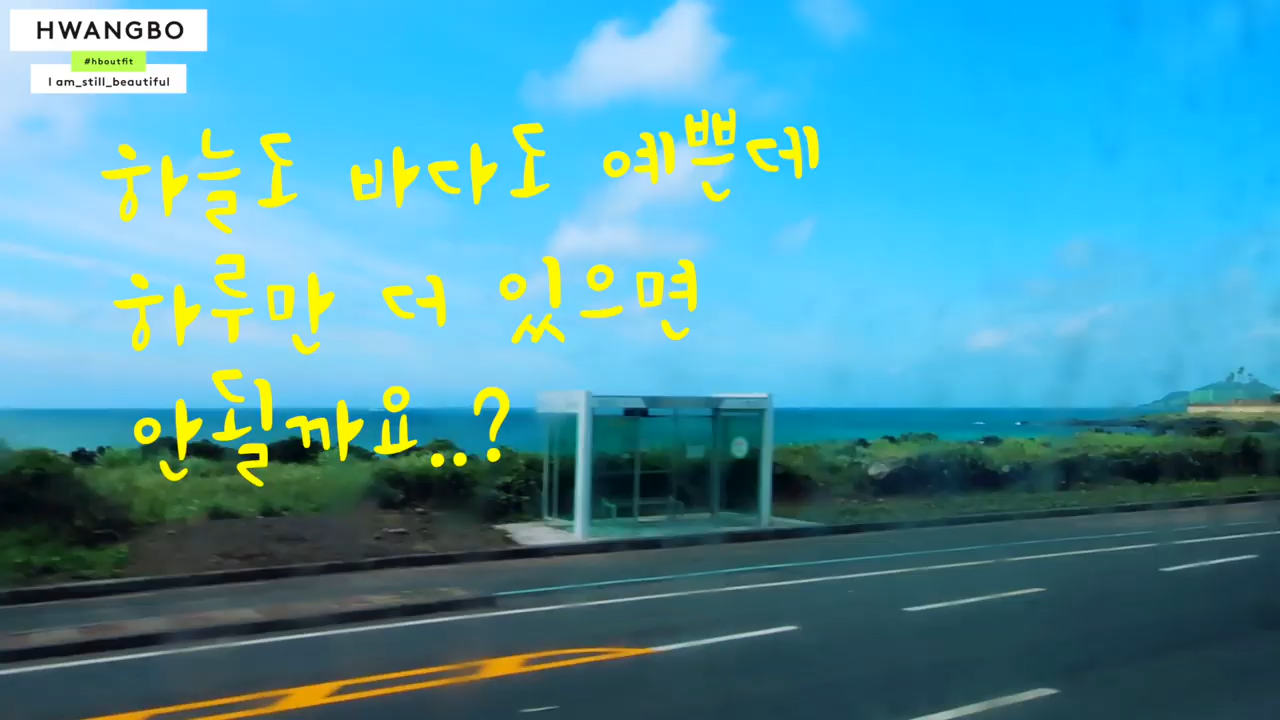 HWANGBO
#hboutfit
I am_still_beautiful
하늘도 바다도 예쁜데
하루만 더 있으면
안될까요..?